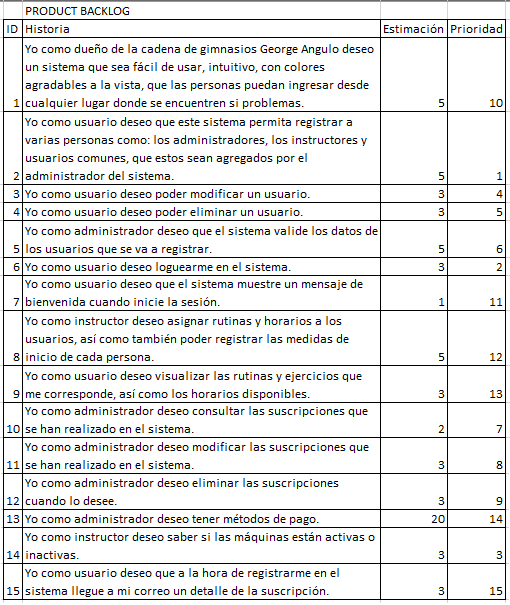 PRODUCT BACKLOG
ID Historia Estimación Prioridad
Yo como dueño de la cadena de gimnasios George Angulo deseo
un sistema que sea fácil de usar, intuitivo, con colores
agradables a la vista, que las personas puedan ingresar desde
1 cualquier lugar donde se encuentren si problemas. 5 10
Yo como usuario deseo que este sistema permita registrar a
varias personas como: los administradores, los instructores y
usuarios comunes, que estos sean agregados por el
2 administrador del sistema. 5 1
3 Yo como usuario deseo poder modificar un usuario. 3 4
4 Yo como usuario deseo poder eliminar un usuario. 3 5
Yo como administrador deseo que el sistema valide los datos de
5 los usuarios que se va a registrar. 5 6
6 Yo como usuario deseo loguearme en el sistema. 3 2
Yo como usuario deseo que el sistema muestre un mensaje de
7 bienvenida cuando inicie la sesión. 1 11
Yo como instructor deseo asignar rutinas y horarios a los
usuarios, así como también poder registrar las medidas de
8 inicio de cada persona. 5 12
Yo como usuario deseo visualizar las rutinas y ejercicios que
9 me corresponde, así como los horarios disponibles. 3 13
Yo como administrador deseo consultar las suscripciones que
10 se han realizado en el sistema. 2 7
Yo como administrador deseo modificar las suscripciones que
11 se han realizado en el sistema. 3 8
Yo como administrador deseo eliminar las suscripciones
12 cuando lo desee. 3 9
13 Yo como administrador deseo tener métodos de pago. 20 14
Yo como instructor deseo saber si las máquinas están activas o
14 inactivas. 3 3
Yo como usuario deseo que a la hora de registrarme en el
15 sistema llegue a mi correo un detalle de la suscripción. 3 15